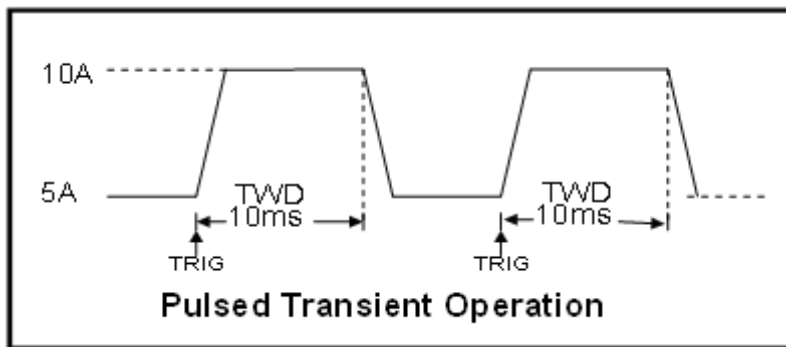 10A
5A
TWD
10ms
TRIG
TWD
10ms
TRIG
Pulsed Transient Operation